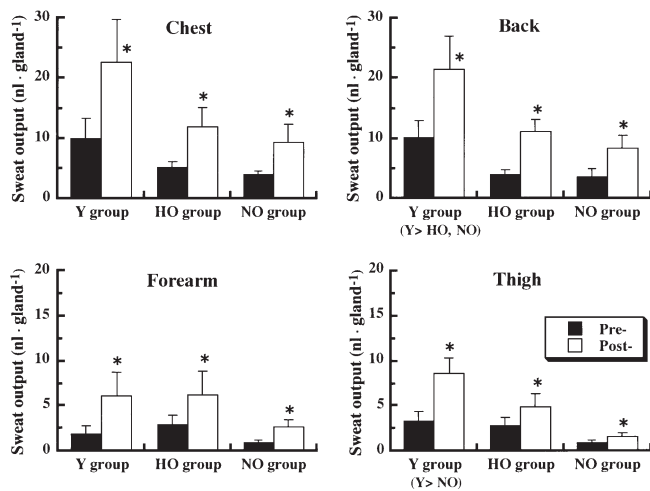 Chest
Sweat output (nl · gland-1)
30
20
10
0
*
*
*
Y group HO group NO group
Back
Sweat output (nl · gland-1)
30
20
10
0
*
*
*
Y group HO group NO group
(Y> HO, NO)
Forearm
Sweat output (nl · gland-1)
20
15
10
5
0
*
*
*
Y group HO group NO group
Thigh
Sweat output (nl · gland-1)
20
15
10
5
0
Pre-
Post-
*
*
*
Y group HO group NO group
(Y> NO)